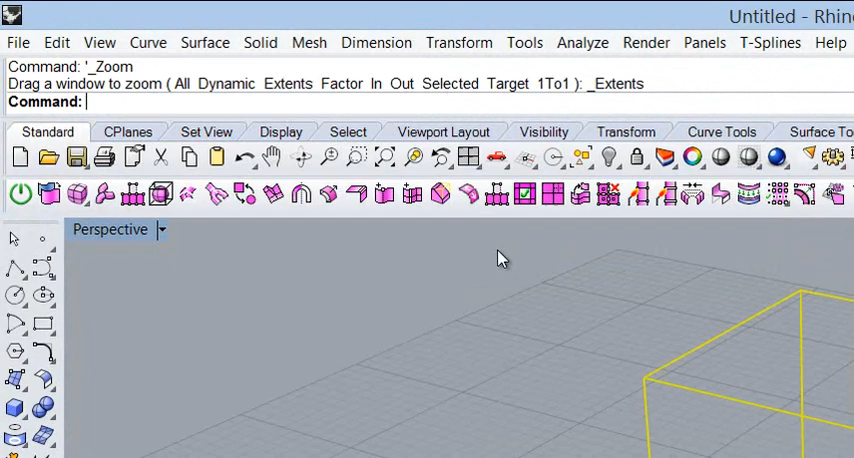 Untitled - Rhin
File Edit View Curve Surface Solid Mesh Dimension Transform Tools Analyze Render Panels T-Splines Help
Command: '_Zoom
Drag a window to zoom ( All Dynamic Extents Factor In Out Selected Target 1To1 ): _Extents
Command:
Standard CPlanes Set View Display Select Viewport Layout Visibility Transform Curve Tools Surface To
Perspective